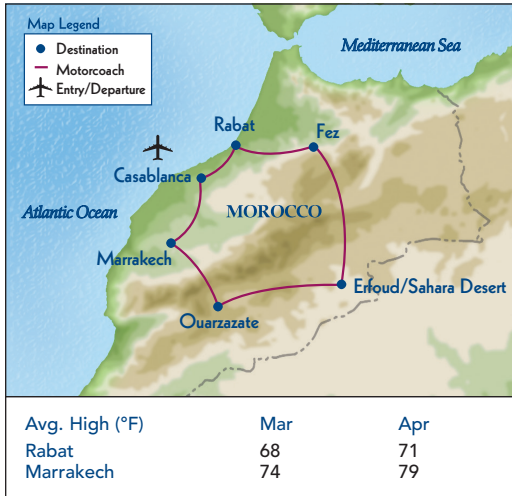 Map Legend
Destination
Motorcoach
Entry/Departure
Mediterranean Sea
Rabat
Fez
Casablanca
Atlantic Ocean
MOROCCO
Marrakech
Erfoud/Sahara Desert
Ouarzazate
Avg. High (°F) Mar Apr
Rabat 68 71
Marrakech 74 79